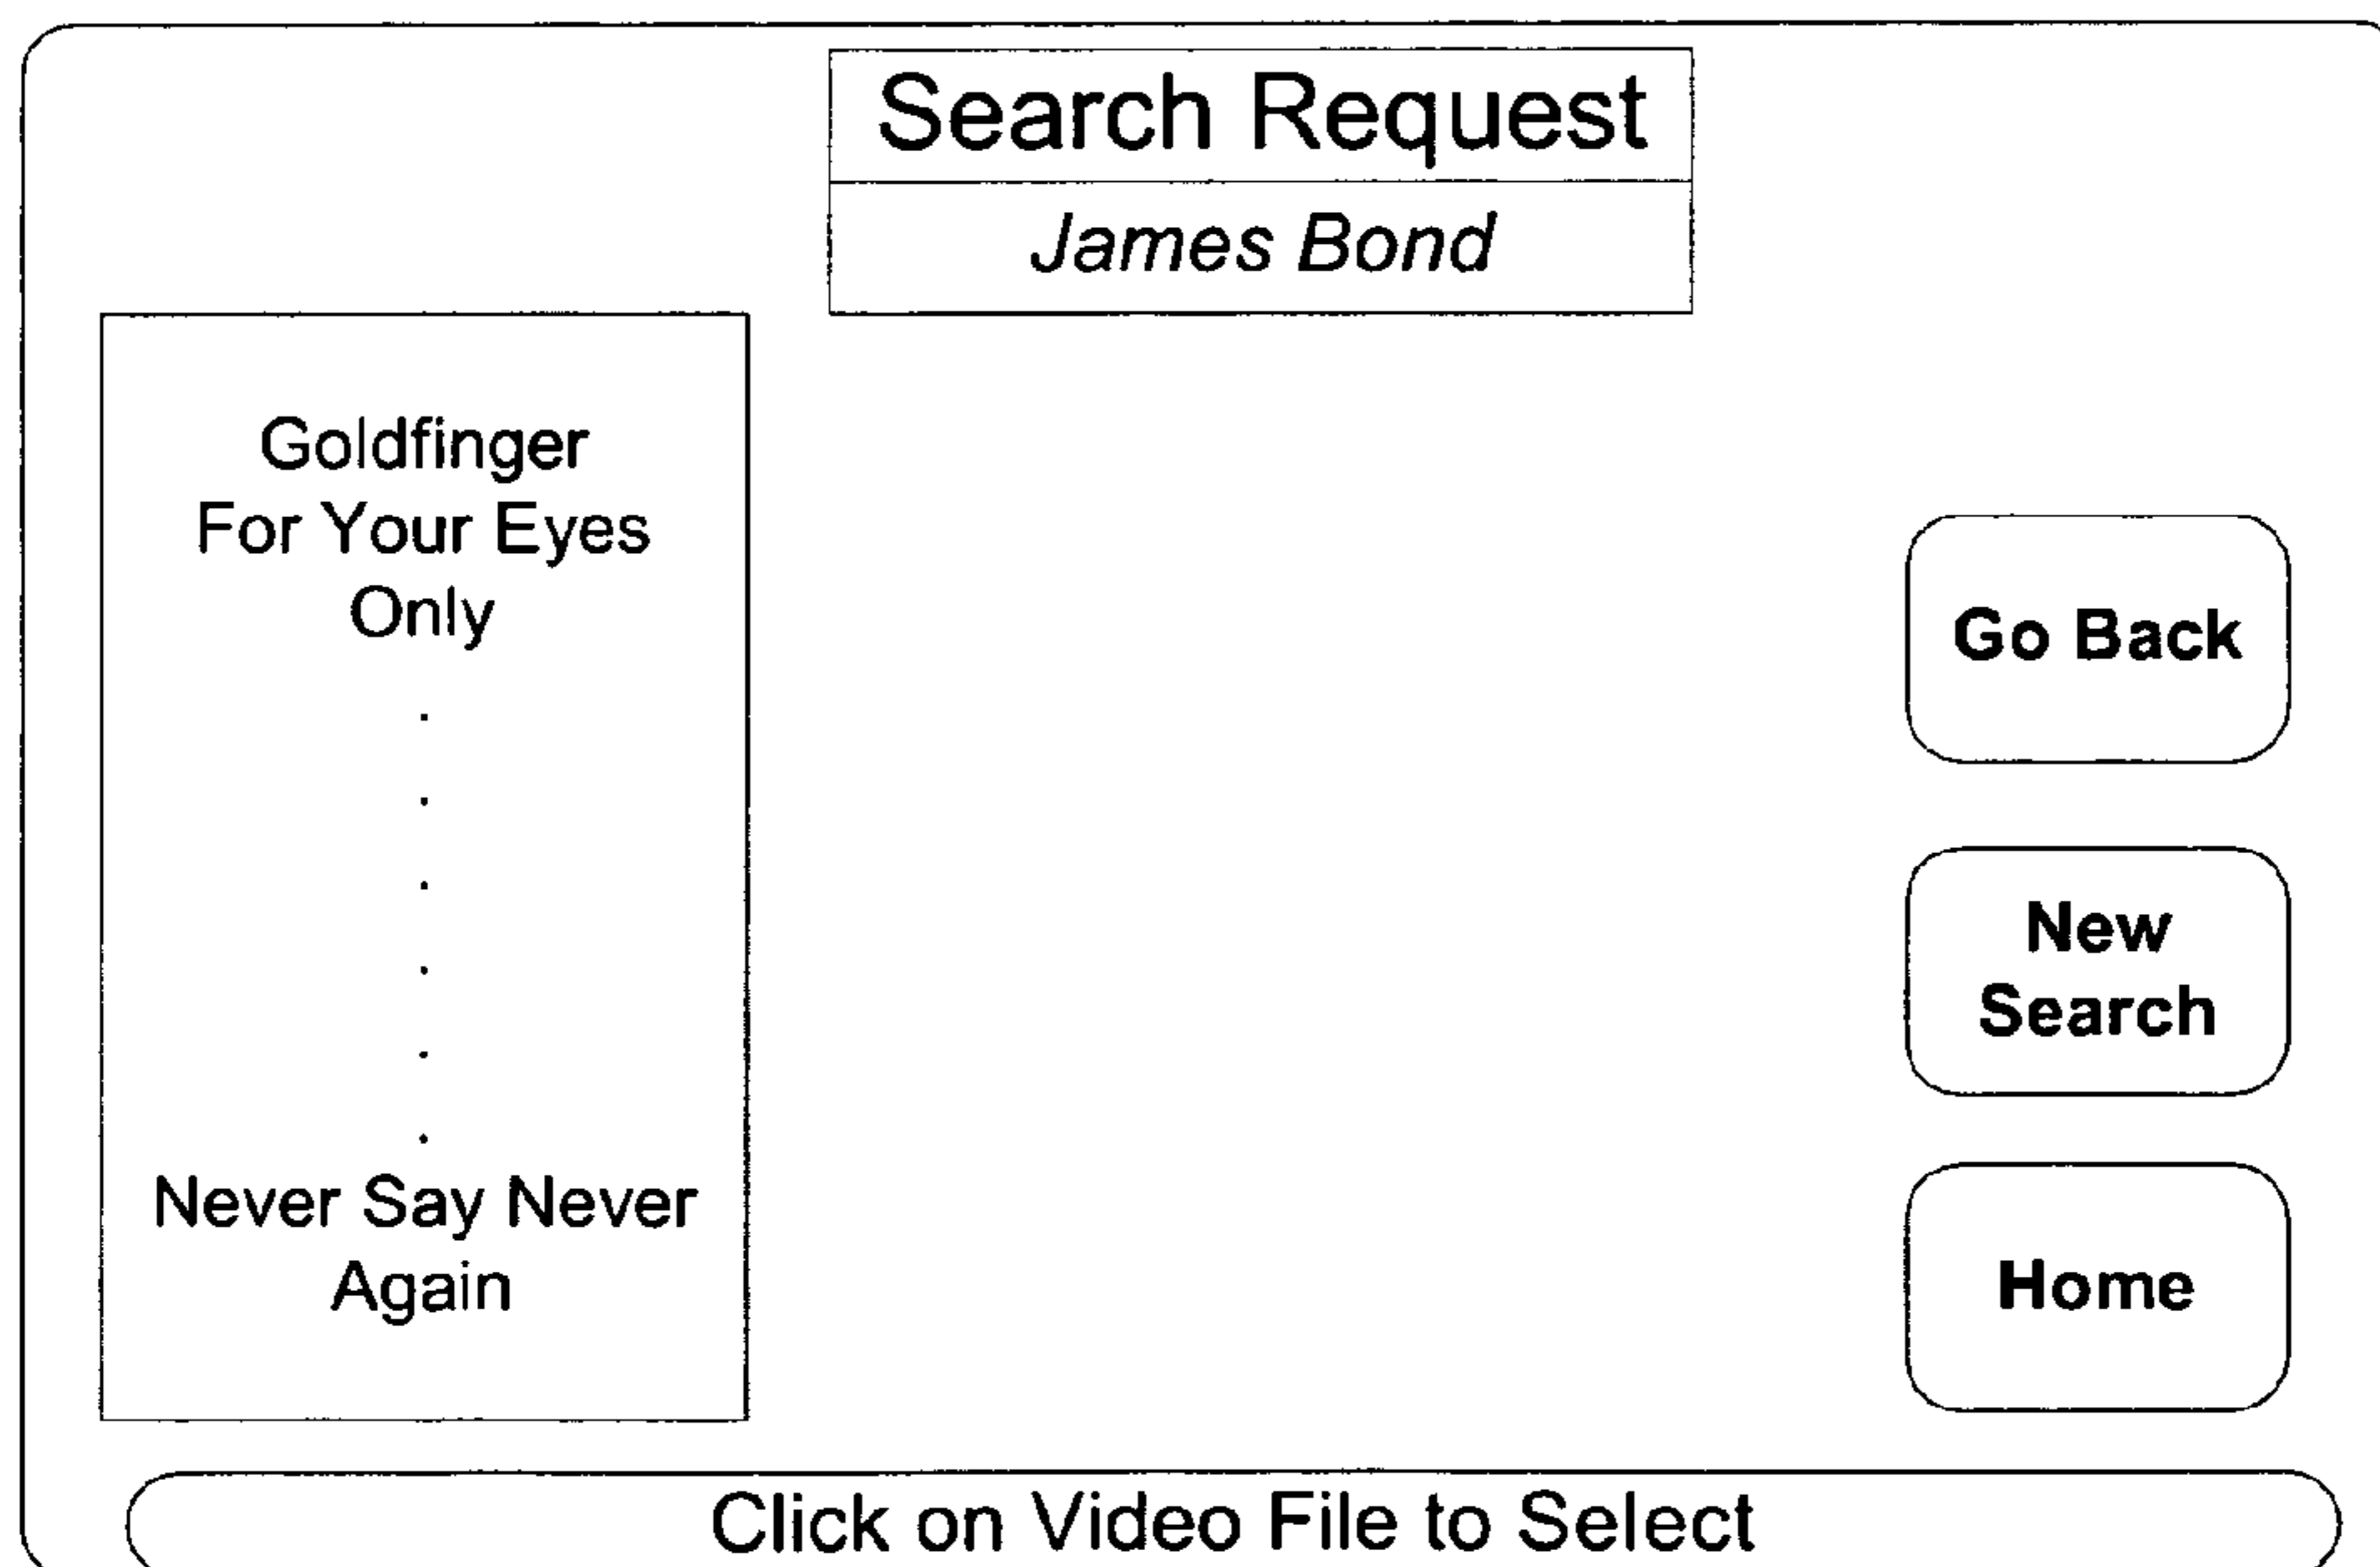 Search Request
James Bond
Goldfinger
For Your Eyes
Only
.
.
.
.
.
.
Never Say Never
Again
Go Back
New
Search
Home
Click on Video File to Select